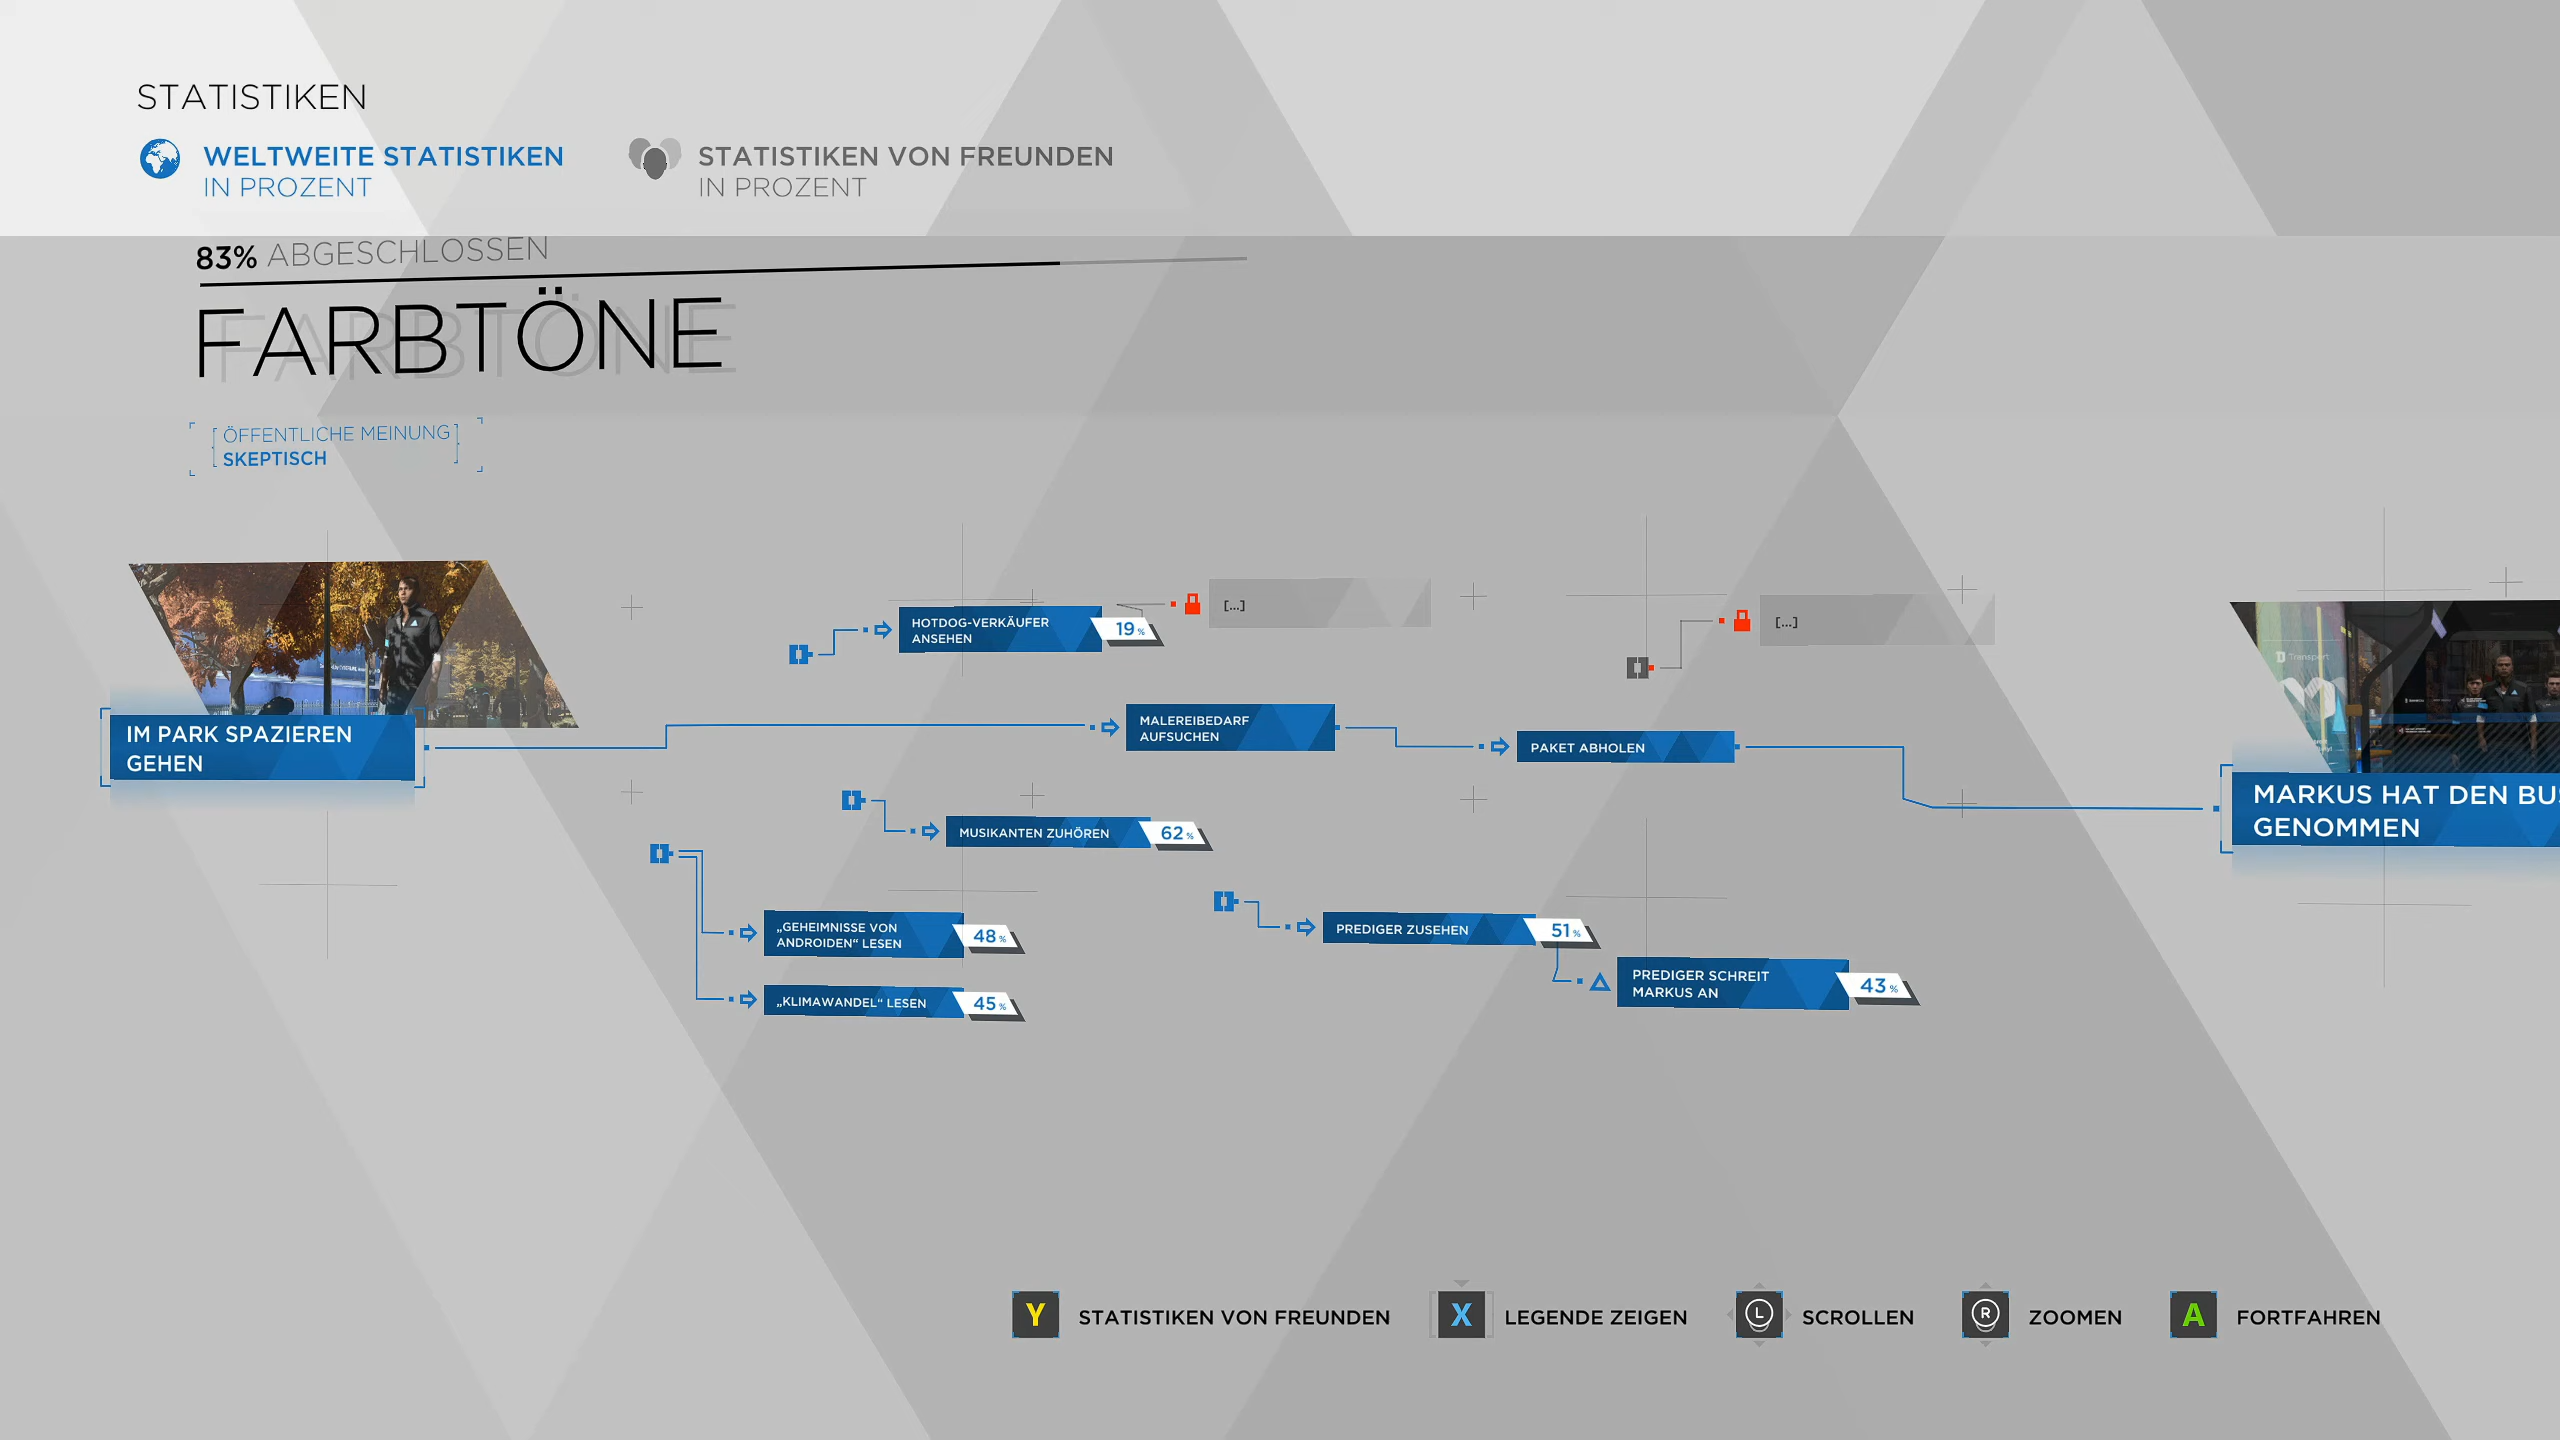 STATISTIKEN
WELTWEITE STATISTIKEN
IN PROZENT
STATISTIKEN VON FREUNDEN
IN PROZENT
83% ABGESCHLOSSEN
FARBTÖNE
ÖFFENTLICHE MEINUNG
SKEPTISCH
IM PARK SPAZIEREN
GEHEN
HOTDOG-VERKÄUFER
ANSEHEN
19%
[...]
[...]
MALEREIBEDARF
AUFSUCHEN
PAKET ABHOLEN
Transport
MARKUS HAT DEN BUS
GENOMMEN
MUSIKANTEN ZUHÖREN
62%
„GEHEIMNISSE VON
ANDROIDEN“ LESEN
48%
„KLIMAWANDEL“ LESEN
45%
PREDIGER ZUSEHEN
51%
PREDIGER SCHREIT
MARKUS AN
43%
Y STATISTIKEN VON FREUNDEN
X LEGENDE ZEIGEN
L SCROLLEN
R ZOOMEN
A FORTFAHREN